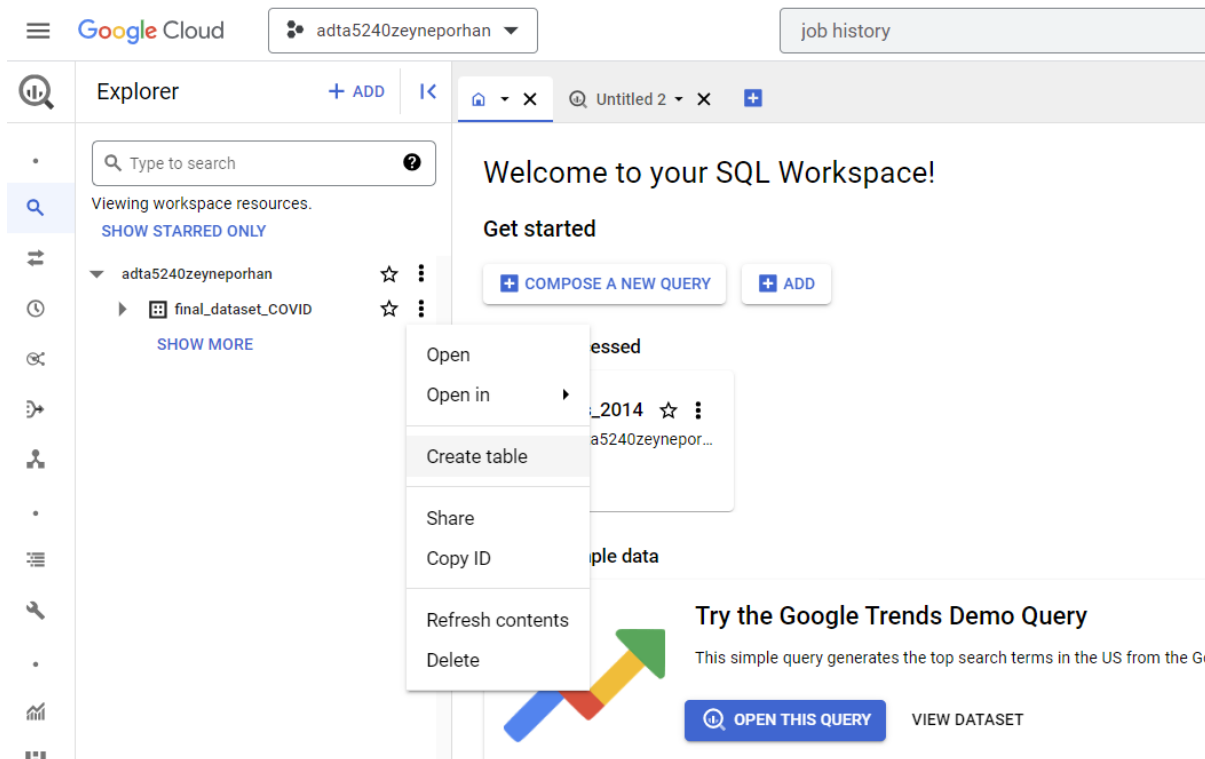 Google Cloud
adta5240zeyneporhan
job history
Explorer
+ ADD
Untitled 2
Type to search
Viewing workspace resources.
SHOW STARRED ONLY
adta5240zeyneporhan
final_dataset_COVID
SHOW MORE
Open
Open in
Create table
Share
Copy ID
Refresh contents
Delete
Welcome to your SQL Workspace!
Get started
COMPOSE A NEW QUERY
ADD
essed
_2014
a5240zeynepor...
ple data
Try the Google Trends Demo Query
This simple query generates the top search terms in the US from the G
OPEN THIS QUERY
VIEW DATASET